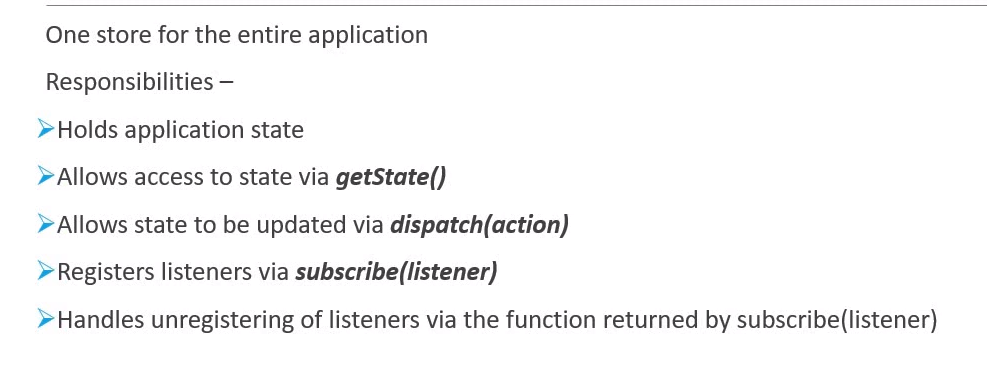 One store for the entire application
Responsibilities –
Holds application state
Allows access to state via getState()
Allows state to be updated via dispatch(action)
Registers listeners via subscribe(listener)
Handles unregistering of listeners via the function returned by subscribe(listener)